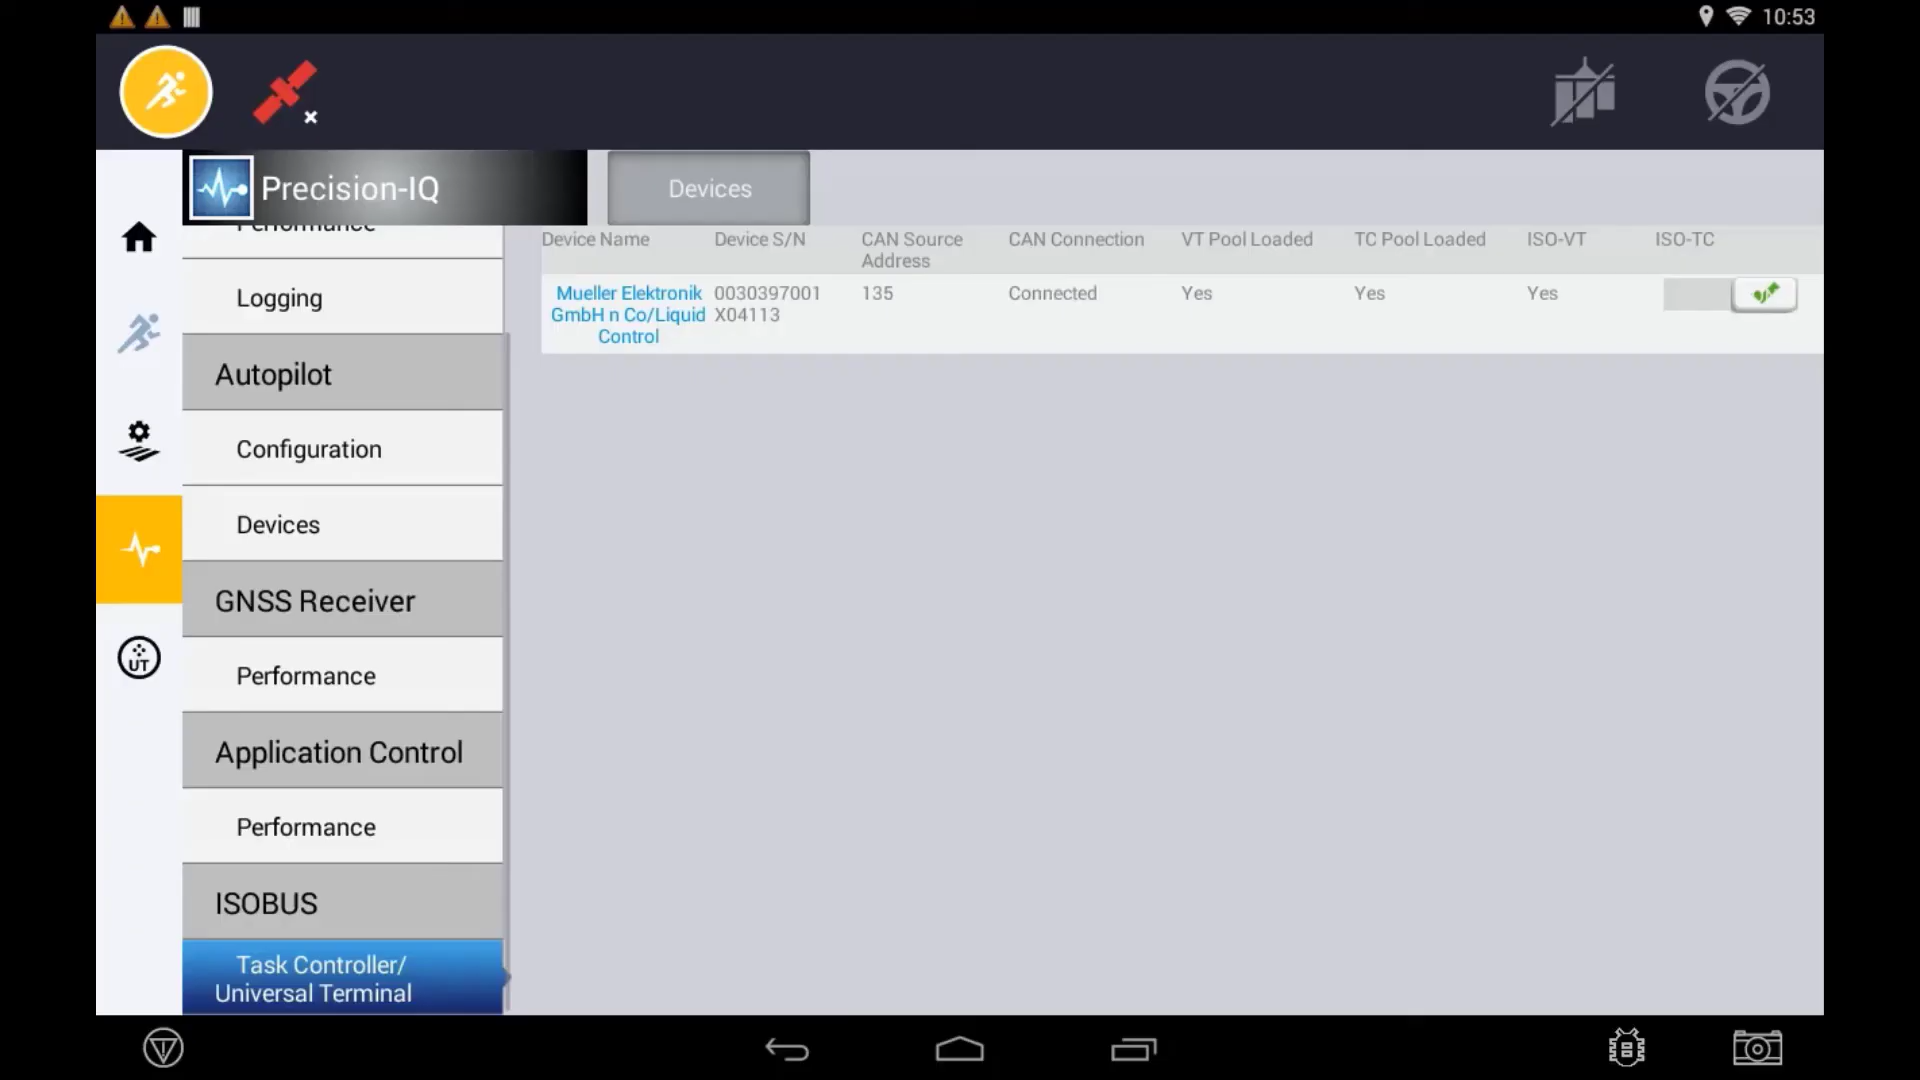 10:53
Precision-IQ
Devices
Performance
Logging
Autopilot
Configuration
Devices
GNSS Receiver
Performance
Application Control
Performance
ISOBUS
Task Controller/
Universal Terminal
UT
Device Name Device S/N CAN Source CAN Connection VT Pool Loaded TC Pool Loaded ISO-VT ISO-TC
Address
Mueller Elektronik 0030397001 135 Connected Yes Yes Yes
GmbH n Co/Liquid X04113
Control